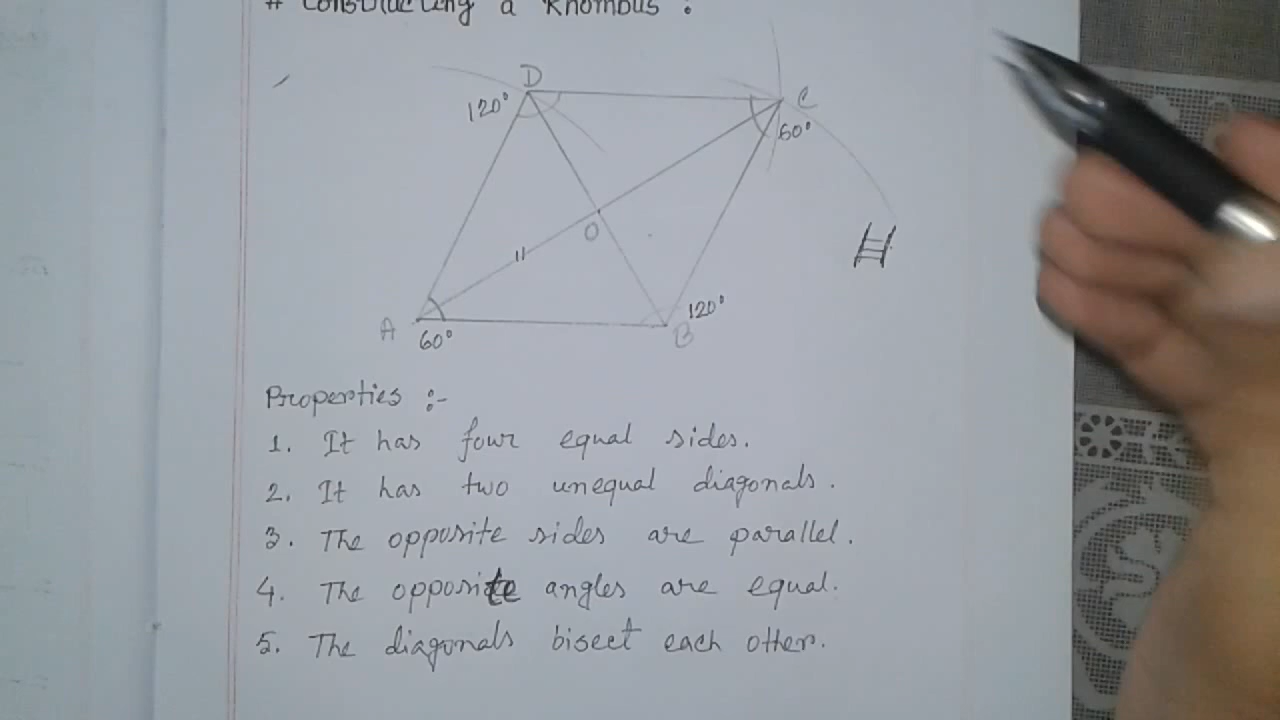 # Constructing a Rhombus :
D
120°
C
60°
O
A
60°
120°
B
Properties :-
1. It has four equal sides.
2. It has two unequal diagonals.
3. The opposite sides are parallel.
4. The opposite angles are equal.
5. The diagonals bisect each other.